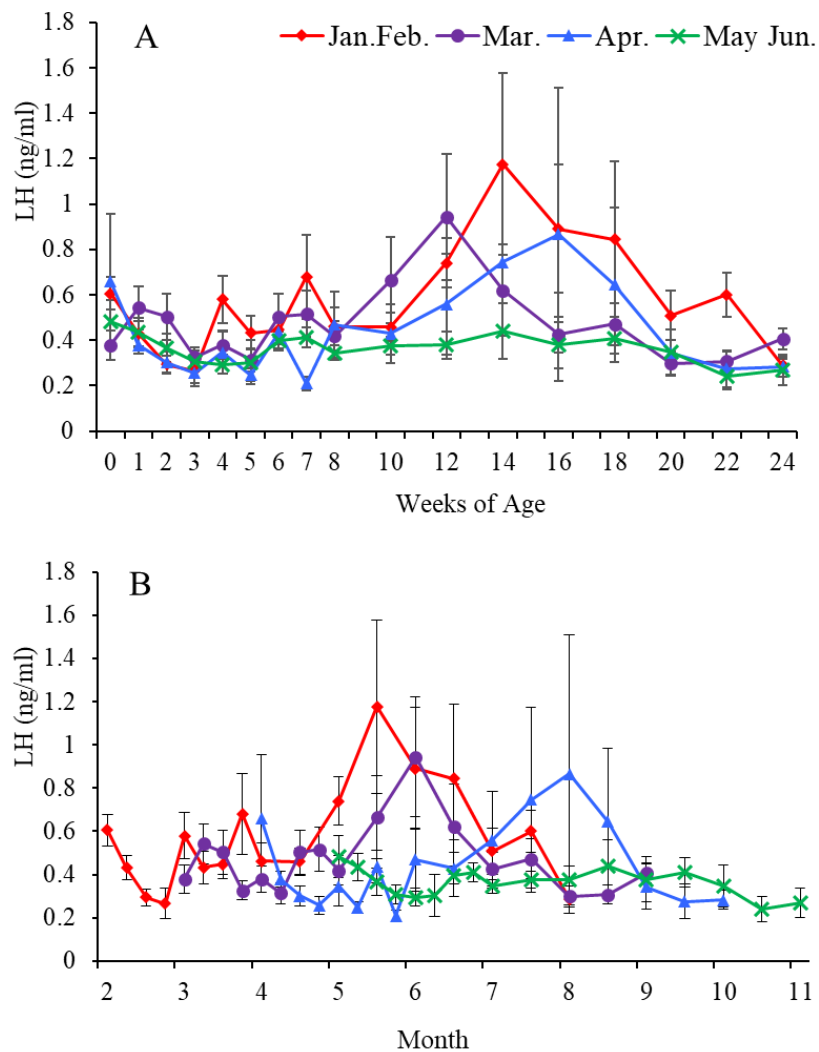 A
Jan.Feb. Mar. Apr. May Jun.
LH (ng/ml)
1.8
1.6
1.4
1.2
1
0.8
0.6
0.4
0.2
0
0 1 2 3 4 5 6 7 8 10 12 14 16 18 20 22 24
Weeks of Age
B
LH (ng/ml)
1.8
1.6
1.4
1.2
1
0.8
0.6
0.4
0.2
0
2 3 4 5 6 7 8 9 10 11
Month